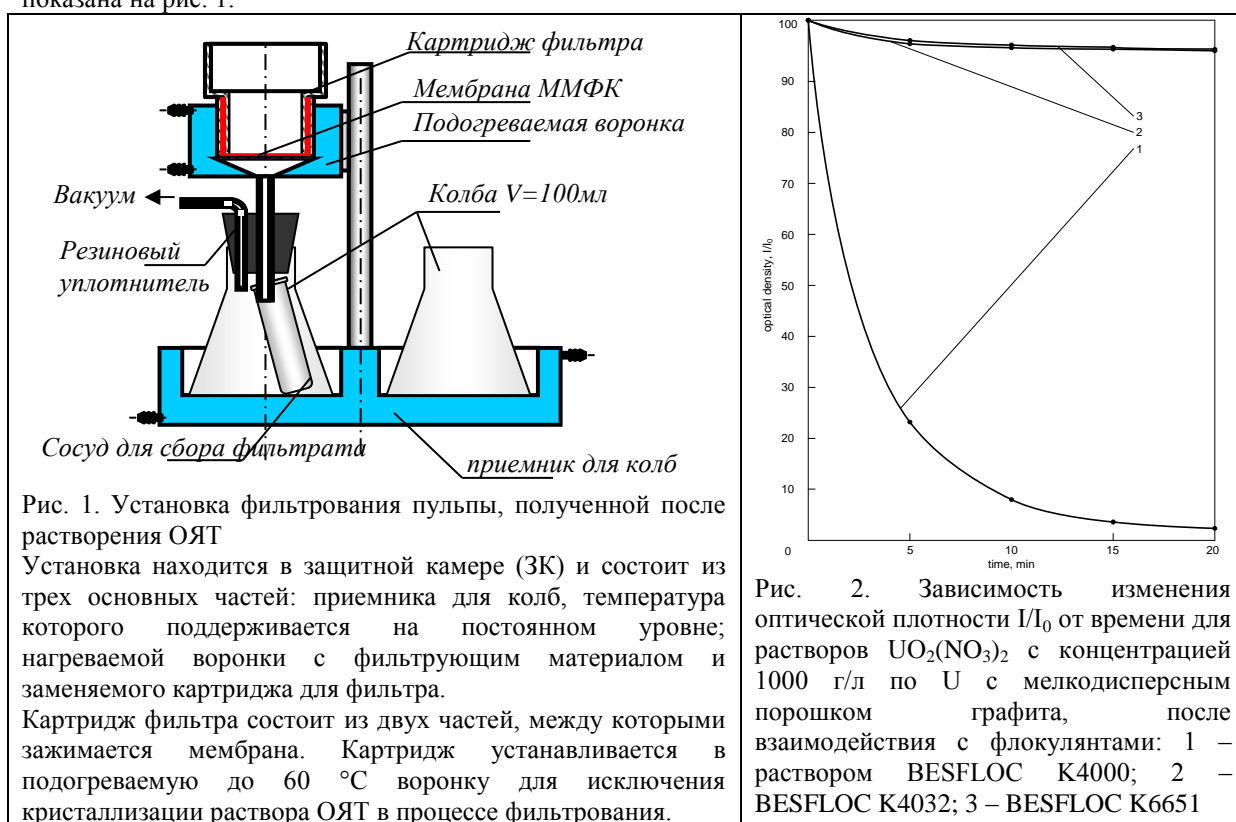 показана на рис. 1.
Картридж фильтра
Мембрана ММФК
Подогреваемая воронка
Вакуум
Колба V=100мл
Резиновый
уплотнитель
Сосуд для сбора фильтрата
приемник для колб
Рис. 1. Установка фильтрования пульпы, полученной после
растворения ОЯТ
Установка находится в защитной камере (ЗК) и состоит из
трех основных частей: приемника для колб, температура
которого поддерживается на постоянном уровне;
нагреваемой воронки с фильтрующим материалом и
заменяемого картриджа для фильтра.
Картридж фильтра состоит из двух частей, между которыми
зажимается мембрана. Картридж устанавливается в
подогреваемую до 60 °С воронку для исключения
кристаллизации раствора ОЯТ в процессе фильтрования.
100
90
80
70
60
50
40
30
20
10
0
optical density, I/I₀
5
10
15
20
time, min
3
2
1
Рис. 2. Зависимость изменения
оптической плотности I/I₀ от времени для
растворов UO₂(NO₃)₂ с концентрацией
1000 г/л по U с мелкодисперсным
порошком графита, после
взаимодействия с флокулянтами: 1 –
раствором BESFLOC K4000; 2 –
BESFLOC K4032; 3 – BESFLOC K6651